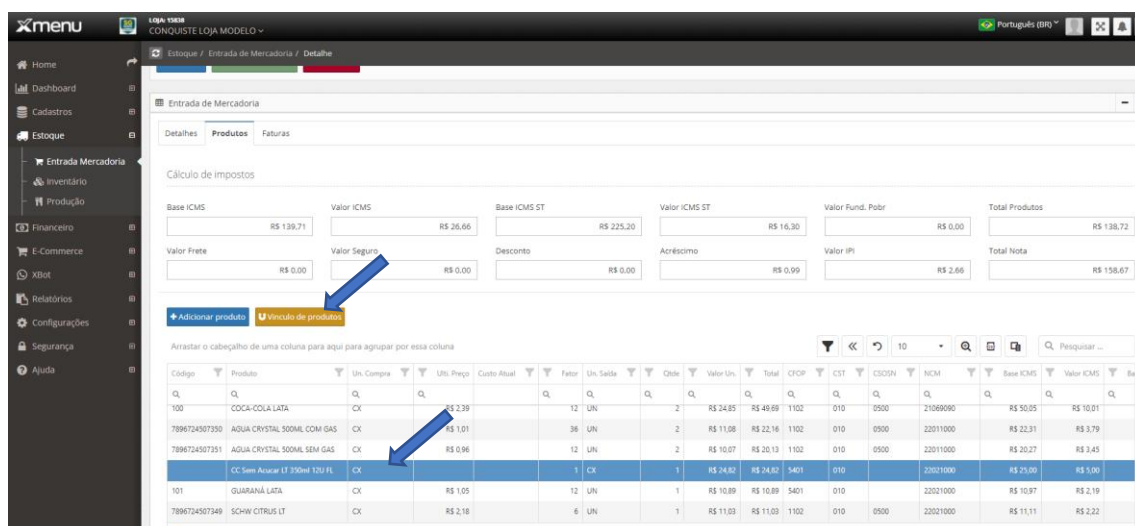 Xmenu
LOJA: 15838
CONQUISTE LOJA MODELO
Português (BR)
Estoque / Entrada de Mercadoria / Detalhe
Home
Dashboard
Cadastros
Estoque
Entrada Mercadoria
Inventário
Produção
Financeiro
E-Commerce
XBot
Relatórios
Configurações
Segurança
Ajuda
Entrada de Mercadoria
Detalhes Produtos Faturas
Cálculo de impostos
Base ICMS Valor ICMS Base ICMS ST Valor ICMS ST Valor Fund. Pobr Total Produtos
R$ 139,71 R$ 26,66 R$ 225,20 R$ 16,30 R$ 0,00 R$ 138,72
Valor Frete Valor Seguro Desconto Acréscimo Valor IPI Total Nota
R$ 0,00 R$ 0,00 R$ 0,00 R$ 0,99 R$ 2,66 R$ 158,67
+ Adicionar produto Vinculo de produtos
Arrastar o cabeçalho de uma coluna para aqui para agrupar por essa coluna 10 Pesquisar ...
Código Produto Un. Compra Ulti. Preço Custo Atual Fator Un. Saída Qtde Valor Un. Total CFOP CST CSOSN NCM Base ICMS Valor ICMS
100 COCA-COLA LATA CX R$ 2,39 12 UN 2 R$ 24,85 R$ 49,69 1102 010 0500 21069090 R$ 50,05 R$ 10,01
7896724507350 AGUA CRYSTAL 500ML COM GAS CX R$ 1,01 36 UN 2 R$ 11,08 R$ 22,16 1102 010 0500 22011000 R$ 22,31 R$ 3,79
7896724507351 AGUA CRYSTAL 500ML SEM GAS CX R$ 0,96 12 UN 2 R$ 10,07 R$ 20,13 1102 010 0500 22011000 R$ 20,27 R$ 3,45
CC Sem Acucar LT 350ml 12U FL CX 1 CX 1 R$ 24,82 R$ 24,82 5401 010 22021000 R$ 25,00 R$ 5,00
101 GUARANÁ LATA CX R$ 1,05 12 UN 1 R$ 10,89 R$ 10,89 5401 010 22021000 R$ 10,97 R$ 2,19
7896724507349 SCHW CITRUS LT CX R$ 2,18 6 UN 1 R$ 11,03 R$ 11,03 1102 010 0500 22021000 R$ 11,11 R$ 2,22